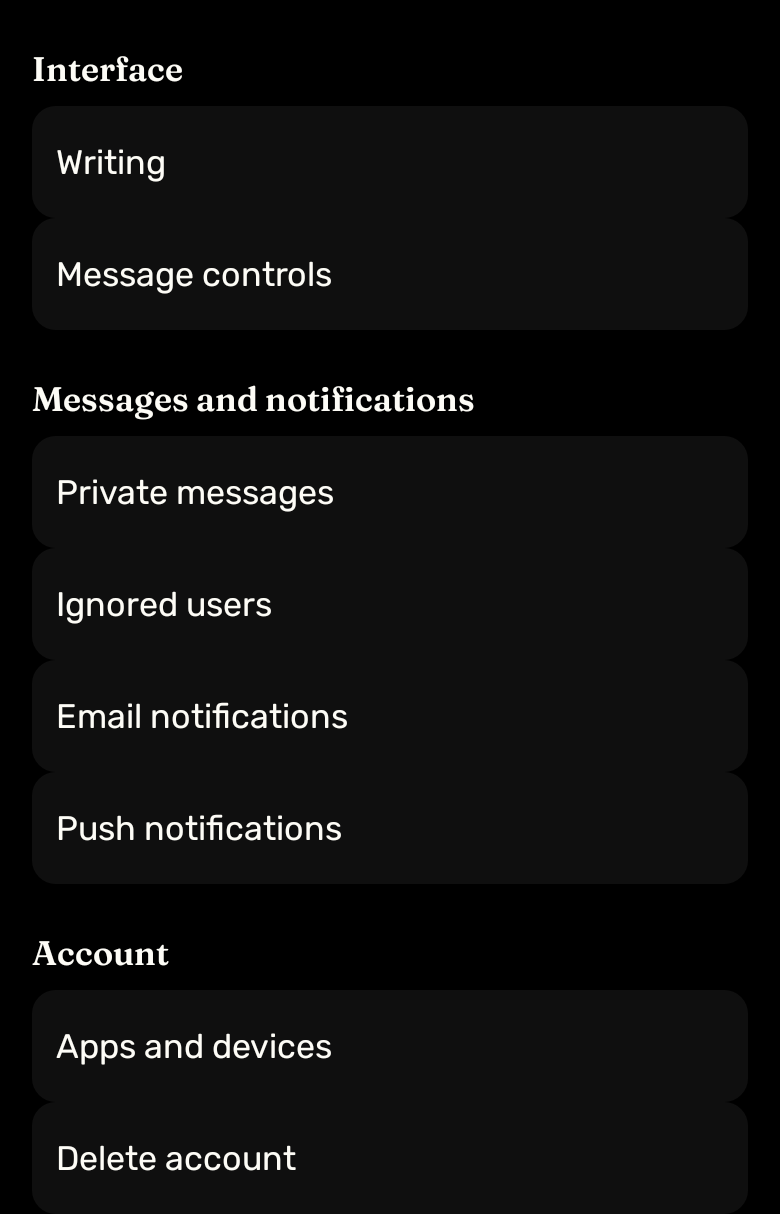 Interface
Writing
Message controls
Messages and notifications
Private messages
Ignored users
Email notifications
Push notifications
Account
Apps and devices
Delete account